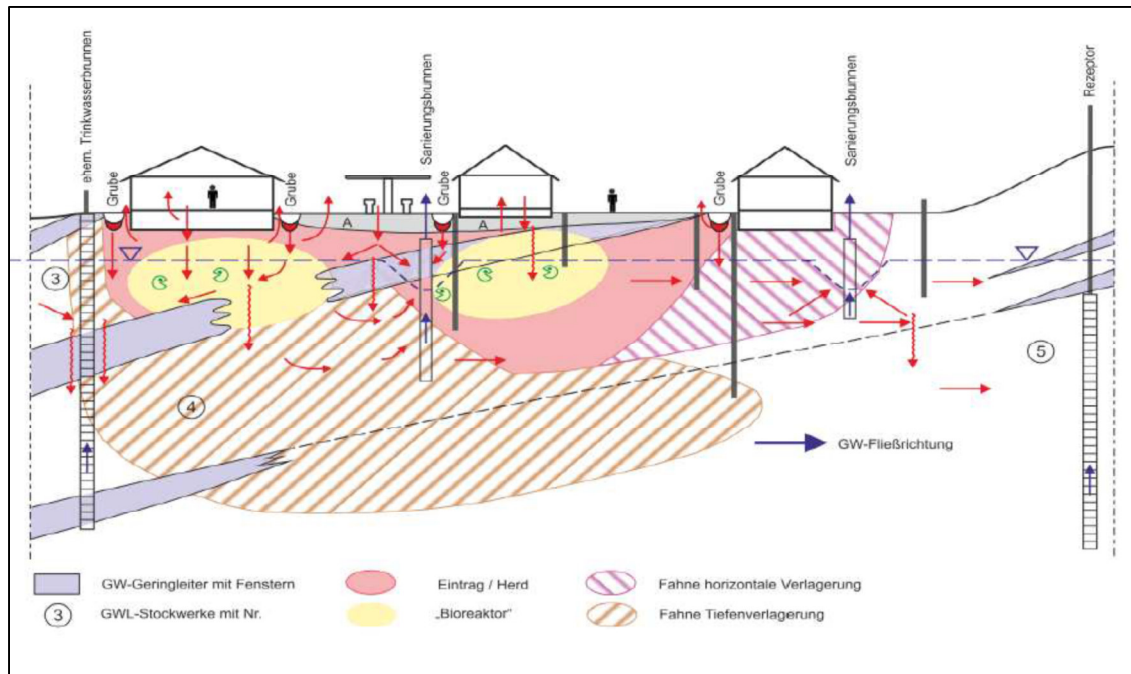 ehem. Trinkwasserbrunnen
Grube
Grube
Sanierungsbrunnen
Grube
Grube
Sanierungsbrunnen
Rezeptor
A
A
3
4
5
GW-Fließrichtung
GW-Geringleiter mit Fenstern
Eintrag / Herd
Fahne horizontale Verlagerung
3
GWL-Stockwerke mit Nr.
„Bioreaktor"
Fahne Tiefenverlagerung